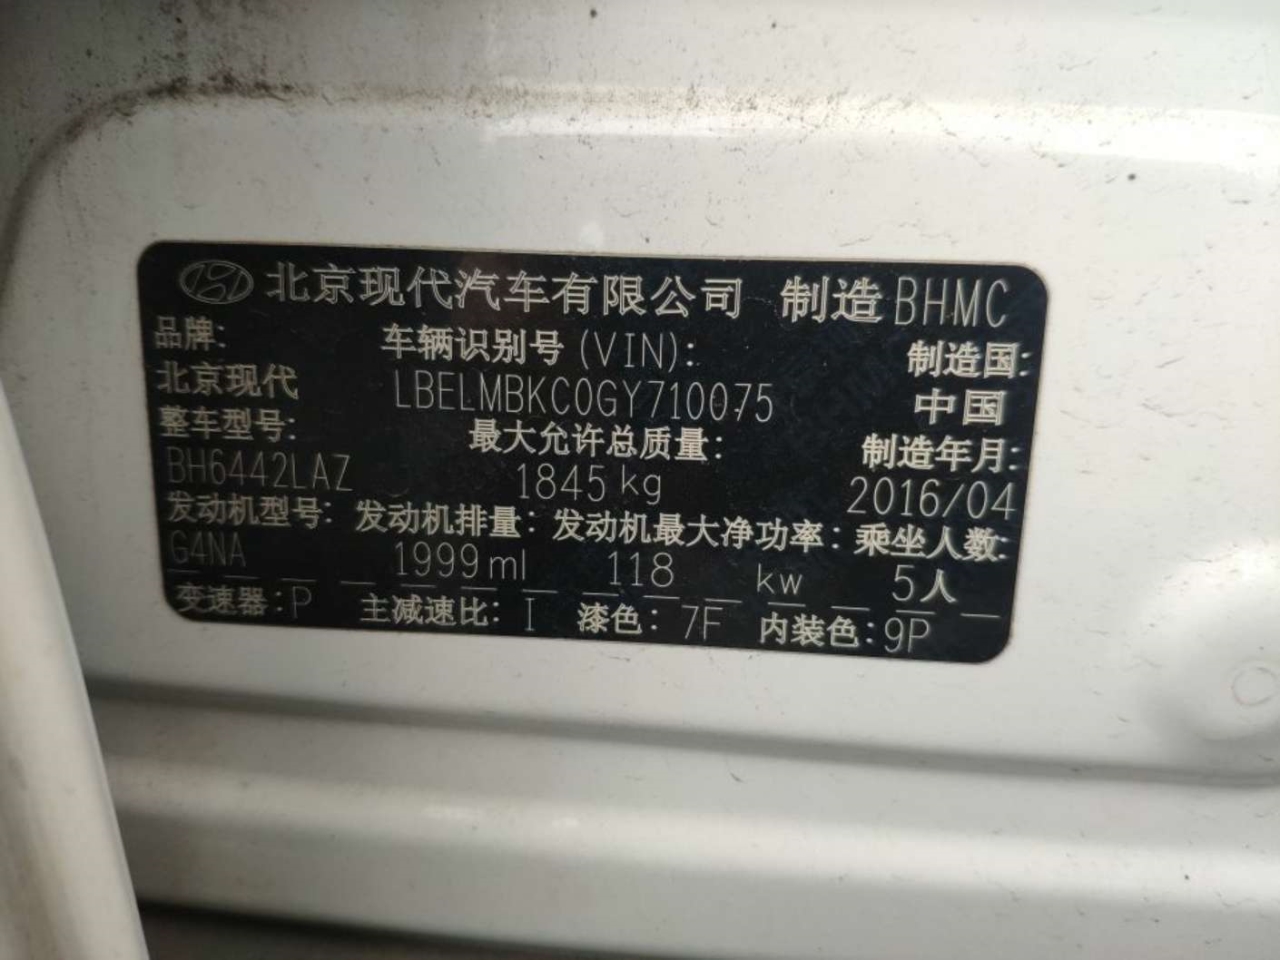 北京现代汽车有限公司 制造 BHMC
品牌: 车辆识别号(VIN): 制造国:
北京现代 LBELMBKC0GY710075 中国
整车型号: 最大允许总质量: 制造年月:
BH6442LAZ 1845kg 2016/04
发动机型号: 发动机排量: 发动机最大净功率: 乘坐人数:
G4NA 1999ml 118 kw 5人
变速器: P 主减速比: I 漆色: 7F 内装色: 9P